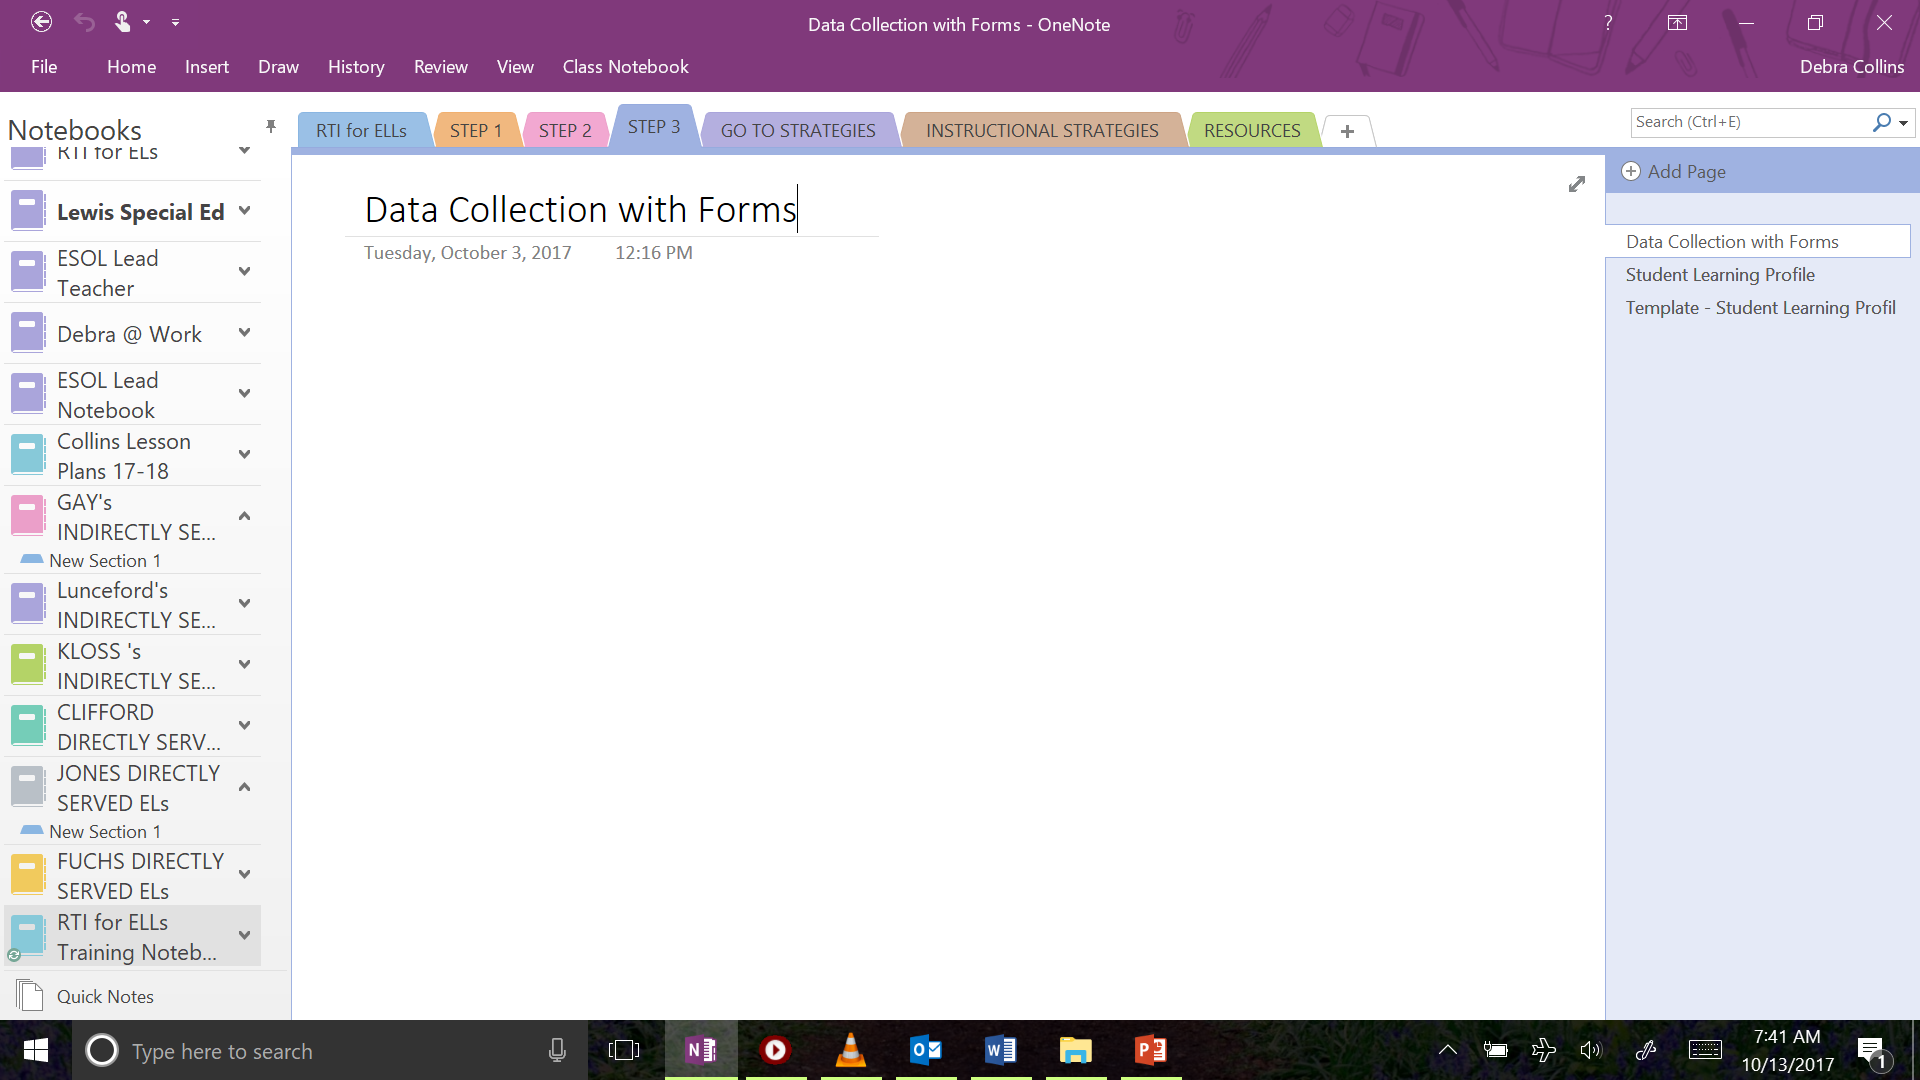 Data Collection with Forms - OneNote
?
File Home Insert Draw History Review View Class Notebook
Debra Collins
Notebooks
RTI for ELs
Lewis Special Ed
ESOL Lead
Teacher
Debra @ Work
ESOL Lead
Notebook
Collins Lesson
Plans 17-18
GAY's
INDIRECTLY SE...
New Section 1
Lunceford's
INDIRECTLY SE...
KLOSS 's
INDIRECTLY SE...
CLIFFORD
DIRECTLY SERV...
JONES DIRECTLY
SERVED ELs
New Section 1
FUCHS DIRECTLY
SERVED ELs
RTI for ELLs
Training Noteb...
Quick Notes
RTI for ELLs STEP 1 STEP 2 STEP 3 GO TO STRATEGIES INSTRUCTIONAL STRATEGIES RESOURCES +
Search (Ctrl+E)
Data Collection with Forms
Tuesday, October 3, 2017 12:16 PM
Add Page
Data Collection with Forms
Student Learning Profile
Template - Student Learning Profil
Type here to search
7:41 AM
10/13/2017
1